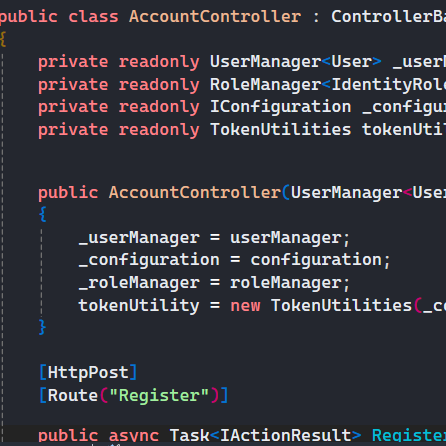 public class AccountController : ControllerBa
{
private readonly UserManager<User> _userM
private readonly RoleManager<IdentityRole
private readonly IConfiguration _configur
private readonly TokenUtilities tokenUtil
public AccountController(UserManager<User
{
_userManager = userManager;
_configuration = configuration;
_roleManager = roleManager;
tokenUtility = new TokenUtilities(_co
}
[HttpPost]
[Route("Register")]
public async Task<IActionResult> Register